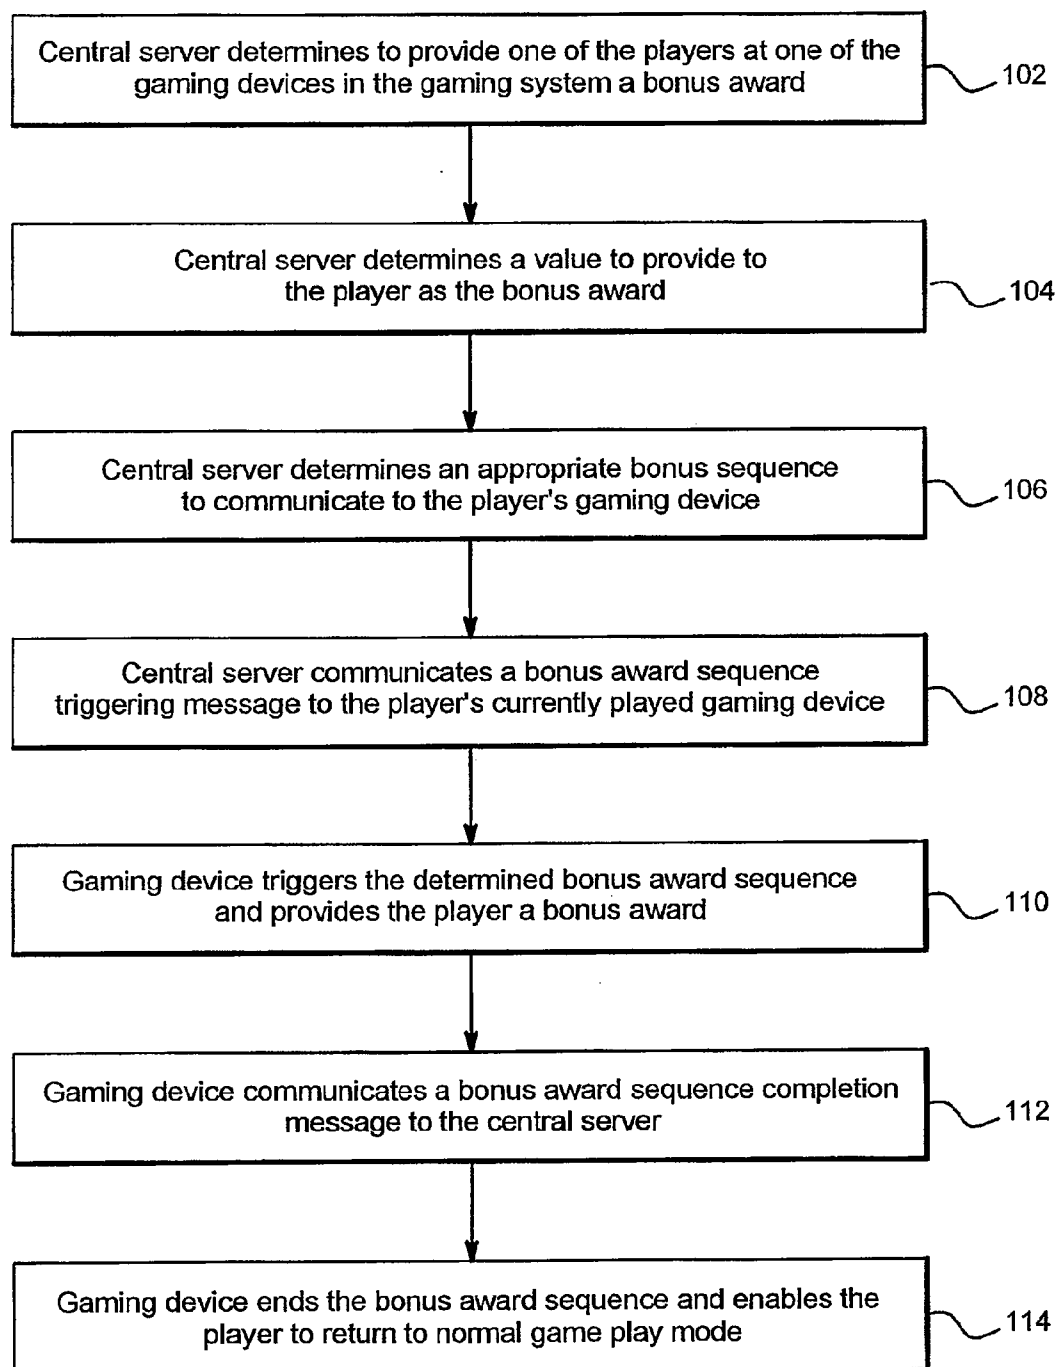 Central server determines to provide one of the players at one of the
gaming devices in the gaming system a bonus award
102
Central server determines a value to provide to
the player as the bonus award
104
Central server determines an appropriate bonus sequence
to communicate to the player's gaming device
106
Central server communicates a bonus award sequence
triggering message to the player's currently played gaming device
108
Gaming device triggers the determined bonus award sequence
and provides the player a bonus award
110
Gaming device communicates a bonus award sequence completion
message to the central server
112
Gaming device ends the bonus award sequence and enables the
player to return to normal game play mode
114